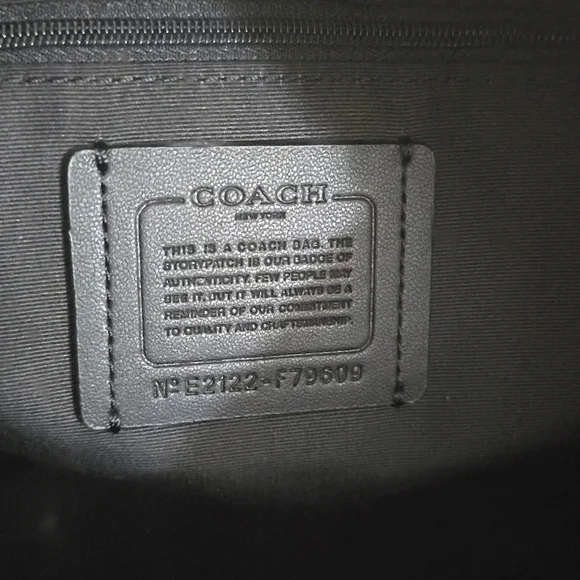 COACH
NEW YORK
THIS IS A COACH BAG. THE
STORYPATCH IS OUR BADGE OF
AUTHENTICITY. FEW PEOPLE MAY
SEE IT. BUT IT WILL ALWAYS BE A
REMINDER OF OUR COMMITMENT
TO QUALITY AND CRAFTSMANSHIP.
Nº E2122-F79609